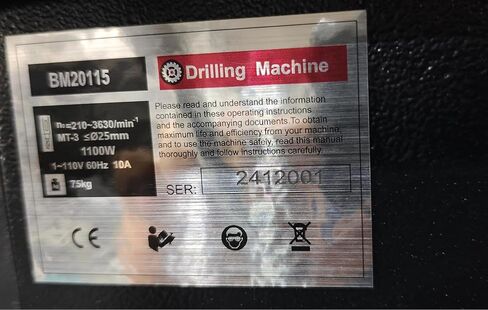 BM20115
Drilling Machine
n₀=210~3630/min⁻¹
MT-3 ≤Ø25mm
1100W
1~110V 60Hz 10A
75kg
Please read and understand the information
contained in these operating instructions
and the accompanying documents.To obtain
maximum life and efficiency from your machine,
and to use the machine safely, read this manual
thoroughly and follow instructions carefully.
SER: 2412001
CE